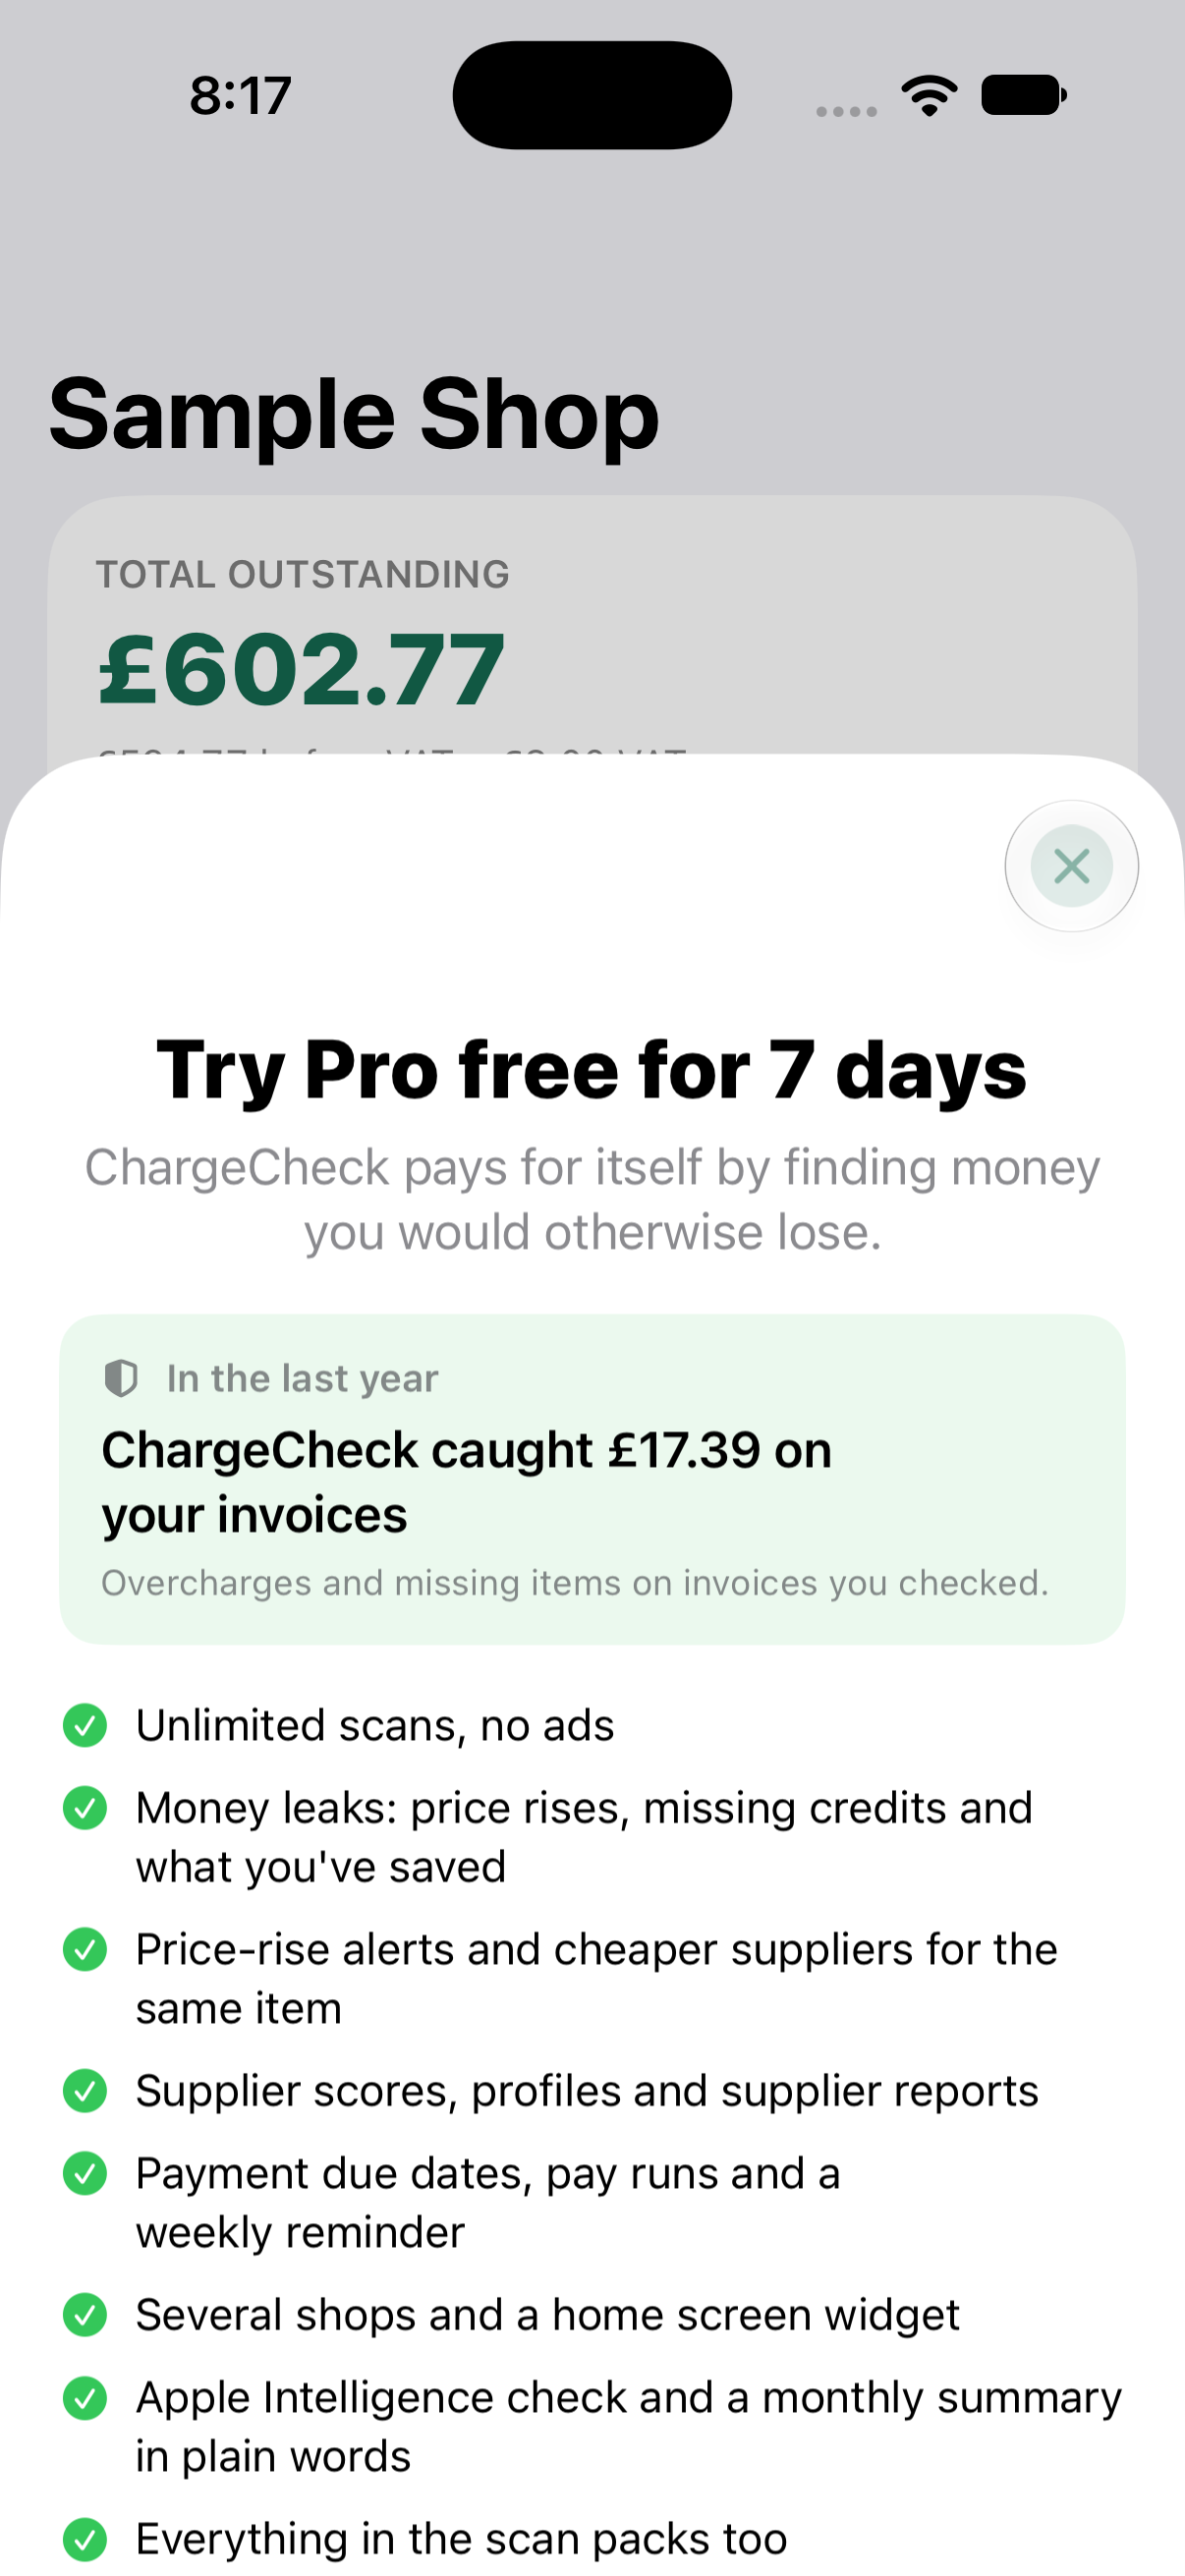 8:17
Sample Shop
TOTAL OUTSTANDING
£602.77
Try Pro free for 7 days
ChargeCheck pays for itself by finding money
you would otherwise lose.
In the last year
ChargeCheck caught £17.39 on
your invoices
Overcharges and missing items on invoices you checked.
Unlimited scans, no ads
Money leaks: price rises, missing credits and
what you've saved
Price-rise alerts and cheaper suppliers for the
same item
Supplier scores, profiles and supplier reports
Payment due dates, pay runs and a
weekly reminder
Several shops and a home screen widget
Apple Intelligence check and a monthly summary
in plain words
Everything in the scan packs too